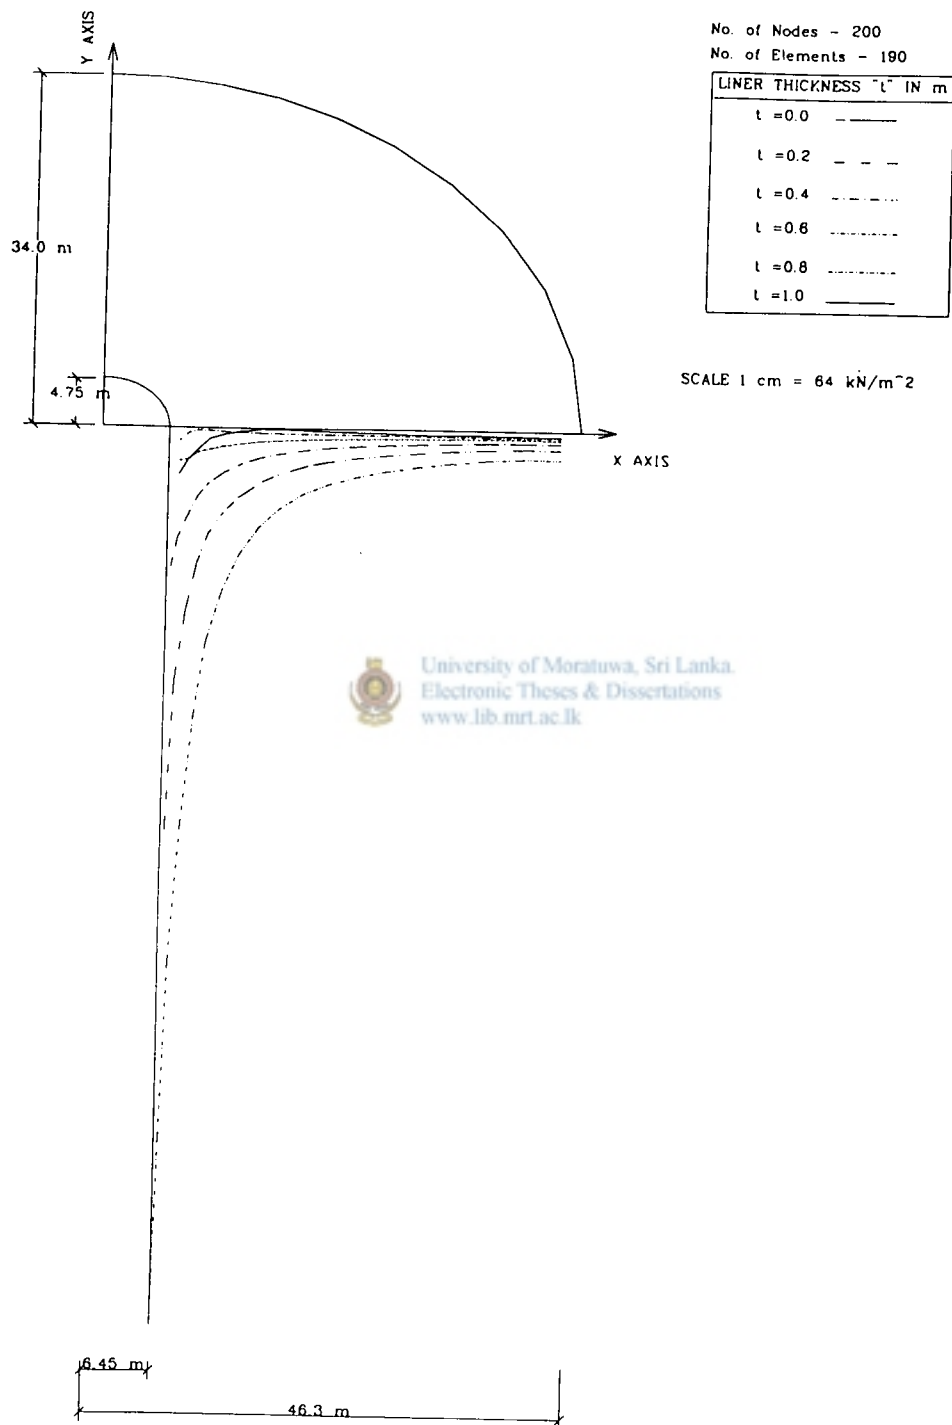 Y AXIS
No. of Nodes - 200
No. of Elements - 190
LINER THICKNESS "t" IN m
t =0.0
t =0.2
t =0.4
t =0.6
t =0.8
t =1.0
34.0 m
4.75 m
SCALE 1 cm = 64 kN/m^2
X AXIS
University of Moratuwa, Sri Lanka.
Electronic Theses & Dissertations
www.lib.mrt.ac.lk
6.45 m
46.3 m